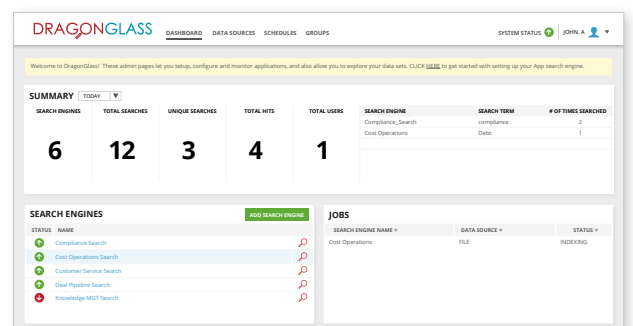 DRAGONGLASS DASHBOARD DATA SOURCES SCHEDULES GROUPS SYSTEM STATUS JOHN. A
Welcome to DragonGlass! These admin pages let you setup, configure and monitor applications, and also allow you to explore your data sets. CLICK HERE to get started with setting up your App search engine.
SUMMARY TODAY
SEARCH ENGINES TOTAL SEARCHES UNIQUE SEARCHES TOTAL HITS TOTAL USERS SEARCH ENGINE SEARCH TERM # OF TIMES SEARCHED
Compliance_Search compliance 2
Cost Operations Debt 1
6 12 3 4 1
SEARCH ENGINES ADD SEARCH ENGINE JOBS
STATUS NAME SEARCH ENGINE NAME DATA SOURCE STATUS
Compliance Search Cost Operations FILE INDEXING
Cost Operations Search
Customer Service Search
Deal Pipeline Search
Knowledge MGT Search